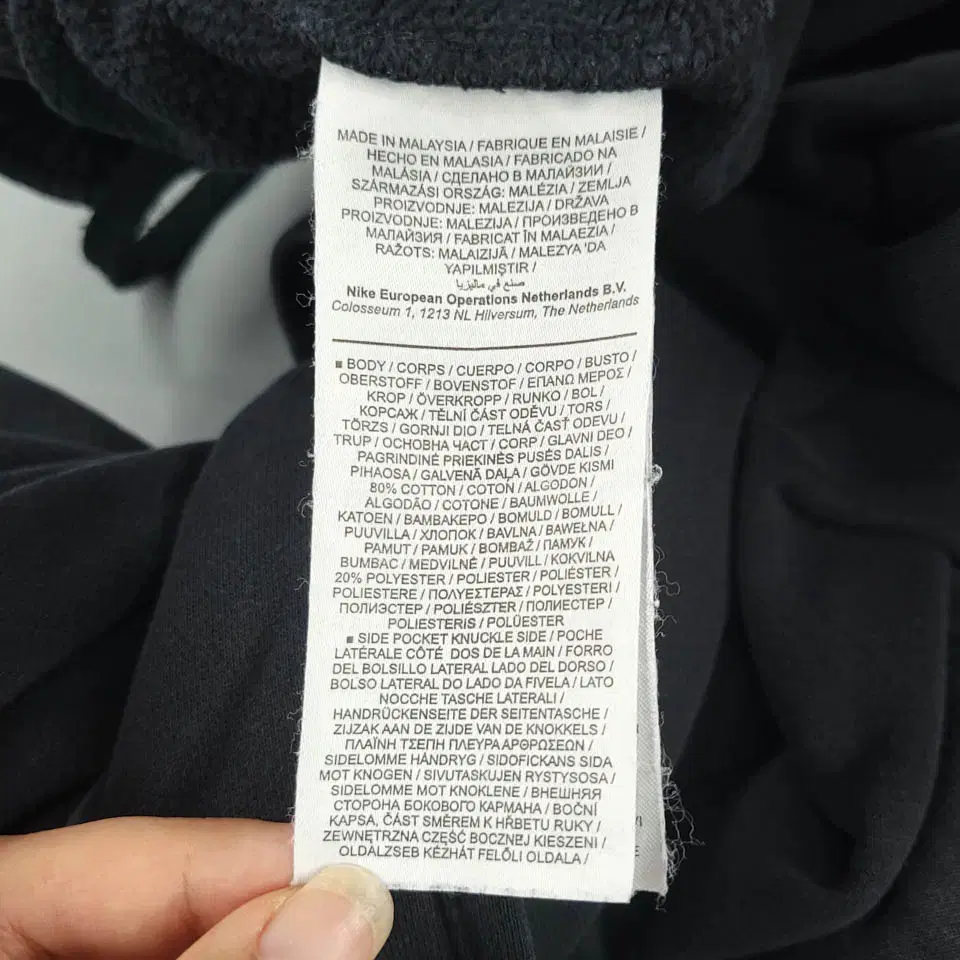 MADE IN MALAYSIA / FABRIQUE EN MALAISIE /
HECHO EN MALASIA / FABRICADO NA
MALÁSIA / СДЕЛАНО В МАЛАЙЗИИ /
SZÁRMAZÁSI ORSZÁG: MALÉZIA / ZEMLJA
PROIZVODNJE: MALEZIJA / DRŽAVA
PROIZVODNJE: MALEZIJA / ПРОИЗВЕДЕНО В
МАЛАЙЗИЯ / FABRICAT ÎN MALAEZIA /
RAŽOTS: MALAIZIJĀ / MALEZYA 'DA
YAPILMIŞTIR /
صنع في ماليزيا
Nike European Operations Netherlands B.V.
Colosseum 1, 1213 NL Hilversum, The Netherlands
■ BODY / CORPS / CUERPO / CORPO / BUSTO /
OBERSTOFF / BOVENSTOF / ΕΠΑΝΩ ΜΕΡΟΣ /
KROP / ÖVERKROPP / RUNKO / BOL /
КОРСАЖ / TĚLNÍ ČÁST ODĚVU / TORS /
TÖRZS / GORNJI DIO / TELNÁ ČASŤ ODEVU /
TRUP / ОСНОВНА ЧАСТ / CORP / GLAVNI DEO /
PAGRINDINĖ PRIEKINĖS PUSĖS DALIS /
PIHAOSA / GALVENĀ DAĻA / GÖVDE KISMI
80% COTTON / COTON / ALGODON /
ALGODÃO / COTONE / BAUMWOLLE /
KATOEN / ΒΑΜΒΑΚΕΡΟ / BOMULD / BOMULL /
PUUVILLA / ХЛОПОК / BAVLNA / BAWEŁNA /
PAMUT / PAMUK / BOMBAŽ / ПАМУК /
BUMBAC / MEDVILNĖ / PUUVILL / KOKVILNA
20% POLYESTER / POLIESTER / POLIÉSTER /
POLIESTERE / ΠΟΛΥΕΣΤΕΡΑΣ / POLYESTERI /
ПОЛИЭСТЕР / POLIÉSZTER / ПОЛИЕСТЕР /
POLIESTERIS / POLÜESTER
■ SIDE POCKET KNUCKLE SIDE / POCHE
LATÉRALE CÔTÉ DOS DE LA MAIN / FORRO
DEL BOLSILLO LATERAL LADO DEL DORSO /
BOLSO LATERAL DO LADO DA FIVELA / LATO
NOCCHE TASCHE LATERALI /
HANDRÜCKENSEITE DER SEITENTASCHE /
ZIJZAK AAN DE ZIJDE VAN DE KNOKKELS /
ΠΛΑΪΝΗ ΤΣΕΠΗ ΠΛΕΥΡΑ ΑΡΘΡΩΣΕΩΝ /
SIDELOMME HÅNDRYG / SIDOFICKANS SIDA
MOT KNOGEN / SIVUTASKUJEN RYSTYSOSA /
SIDELOMME MOT KNOKLENE / ВНЕШНЯЯ
СТОРОНА БОКОВОГО КАРМАНА / BOČNÍ
KAPSA, ČÁST SMĚREM K HŘBETU RUKY /
ZEWNĘTRZNA CZĘŚĆ BOCZNEJ KIESZENI /
OLDALZSEB KÉZHÁT FELŐLI OLDALA /